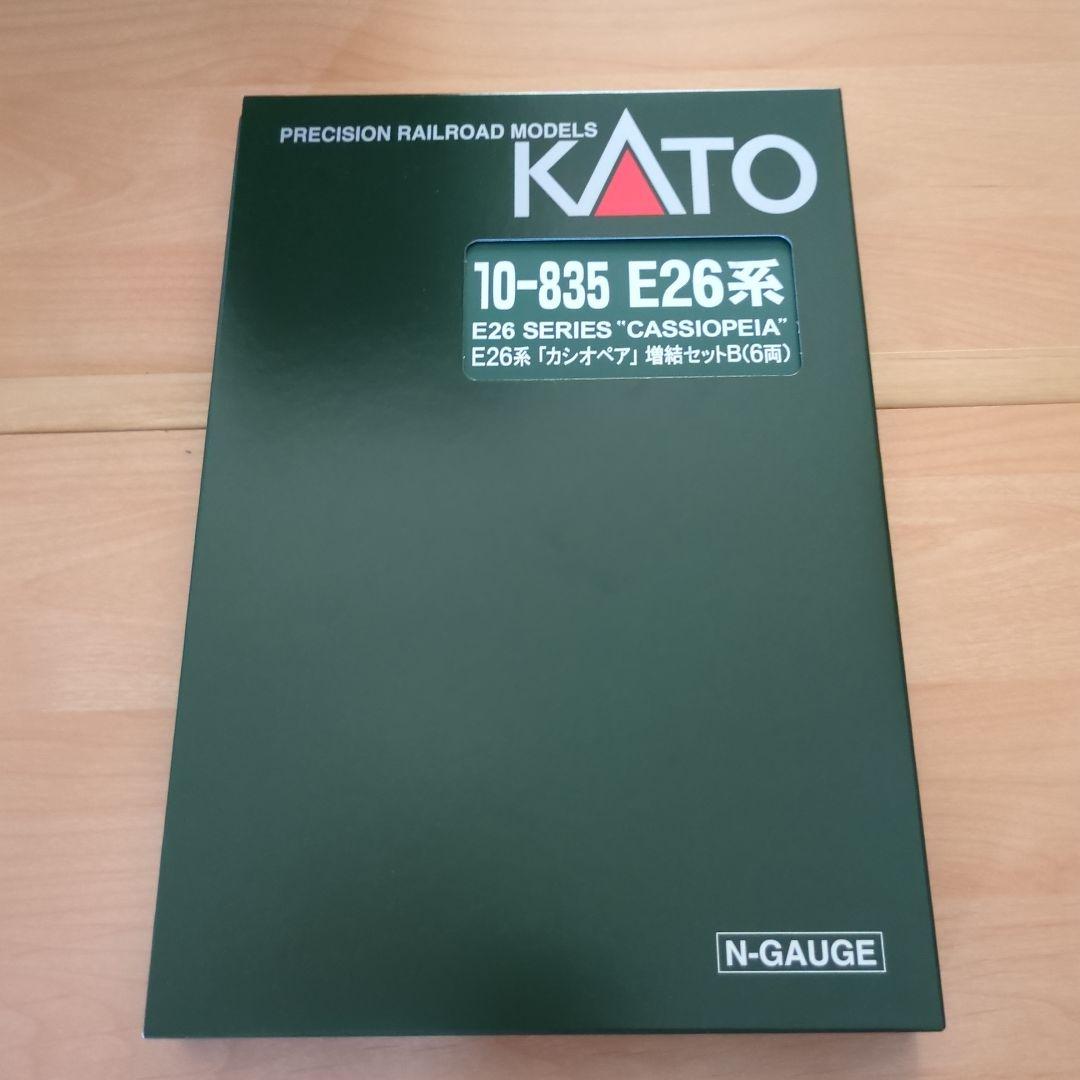 PRECISION RAILROAD MODELS
KATO
10-835 E26系
E26 SERIES "CASSIOPEIA"
E26系「カシオペア」増結セットB(6両)
N-GAUGE